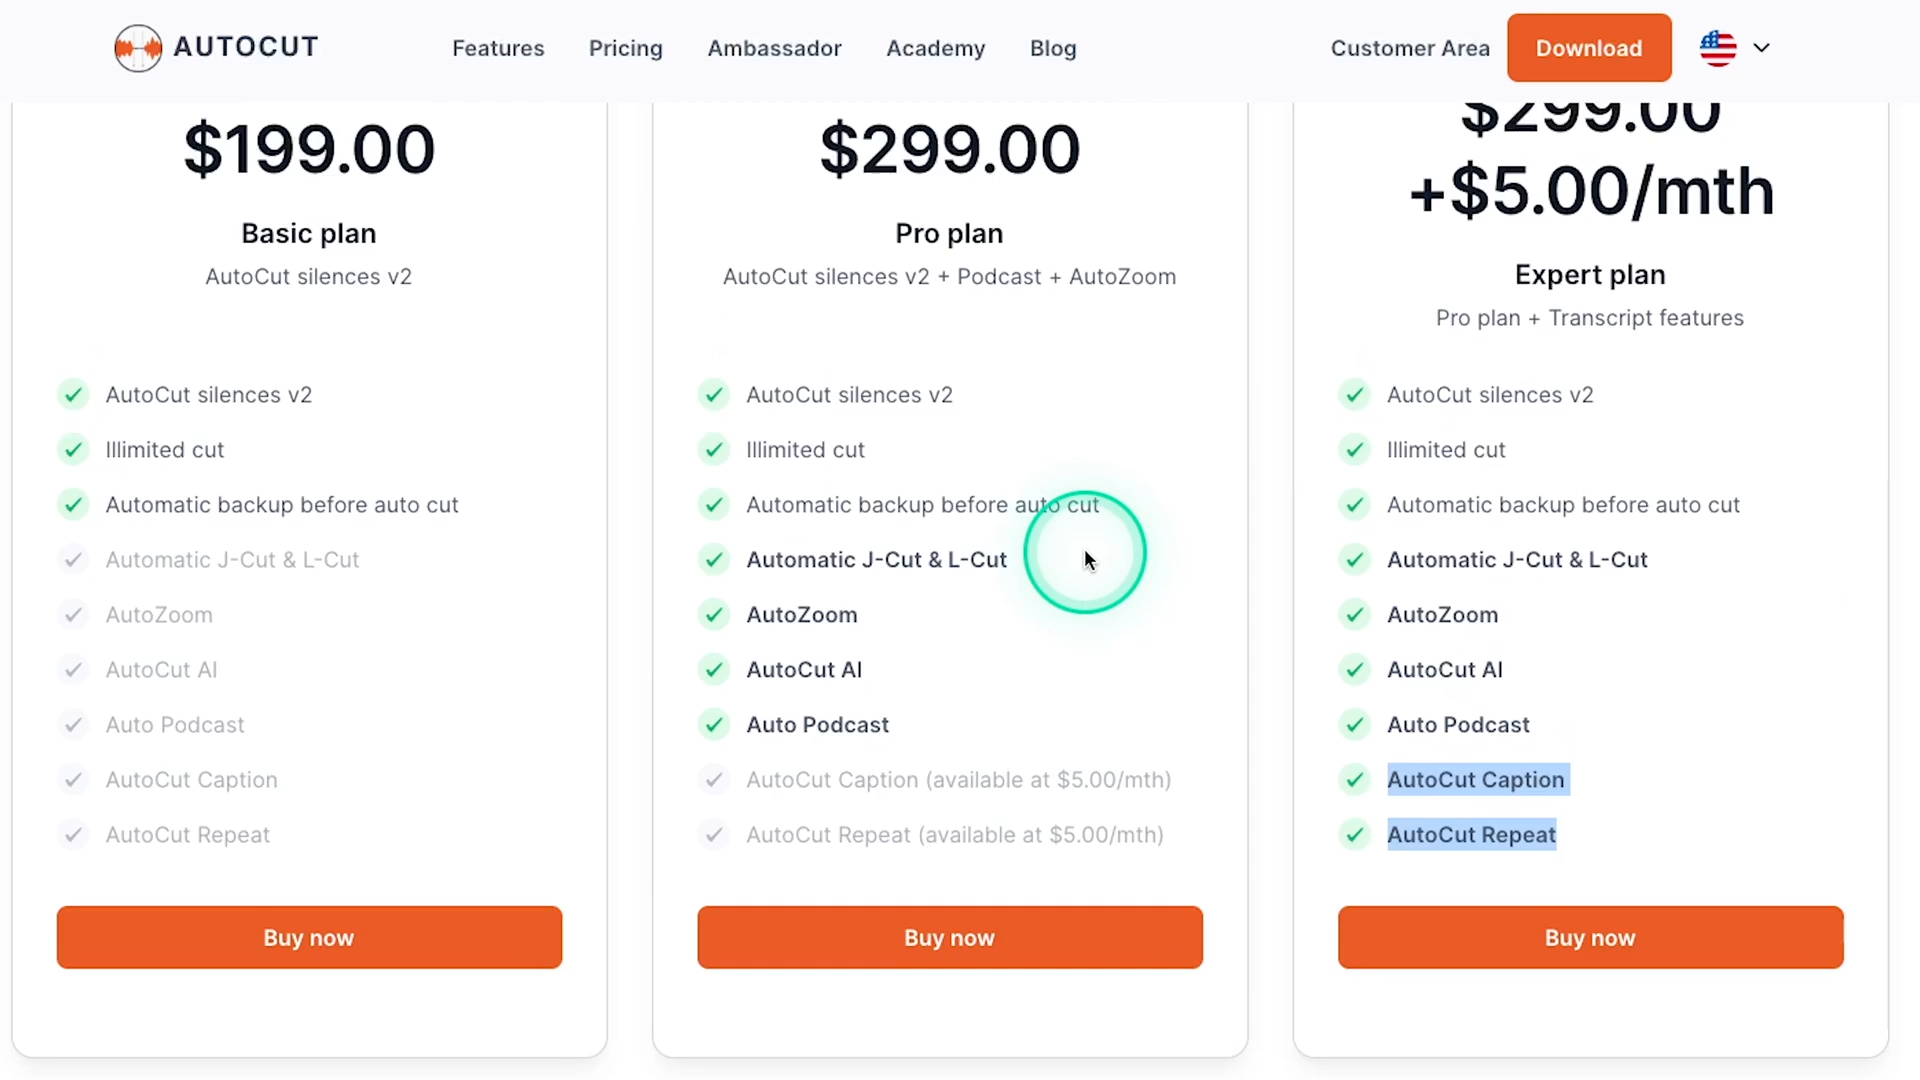 AUTOCUT
Features
Pricing
Ambassador
Academy
Blog
Customer Area
Download
$199.00
Basic plan
AutoCut silences v2
AutoCut silences v2
Illimited cut
Automatic backup before auto cut
Automatic J-Cut & L-Cut
AutoZoom
AutoCut AI
Auto Podcast
AutoCut Caption
AutoCut Repeat
Buy now
$299.00
Pro plan
AutoCut silences v2 + Podcast + AutoZoom
AutoCut silences v2
Illimited cut
Automatic backup before auto cut
Automatic J-Cut & L-Cut
AutoZoom
AutoCut AI
Auto Podcast
AutoCut Caption (available at $5.00/mth)
AutoCut Repeat (available at $5.00/mth)
Buy now
$299.00
+$5.00/mth
Expert plan
Pro plan + Transcript features
AutoCut silences v2
Illimited cut
Automatic backup before auto cut
Automatic J-Cut & L-Cut
AutoZoom
AutoCut AI
Auto Podcast
AutoCut Caption
AutoCut Repeat
Buy now